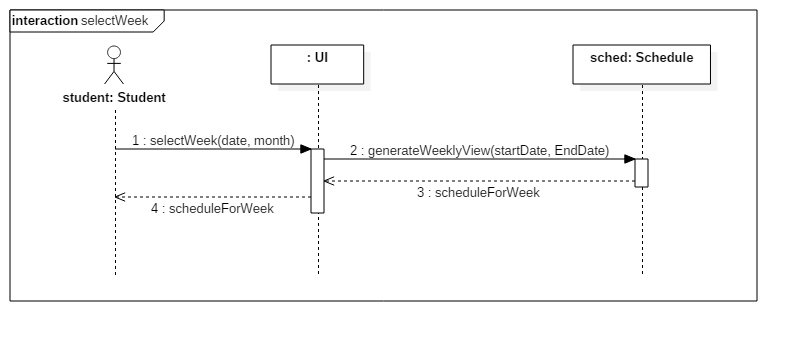 interaction selectWeek
: UI
sched: Schedule
student: Student
1 : selectWeek(date, month)
2 : generateWeeklyView(startDate, EndDate)
3 : scheduleForWeek
4 : scheduleForWeek